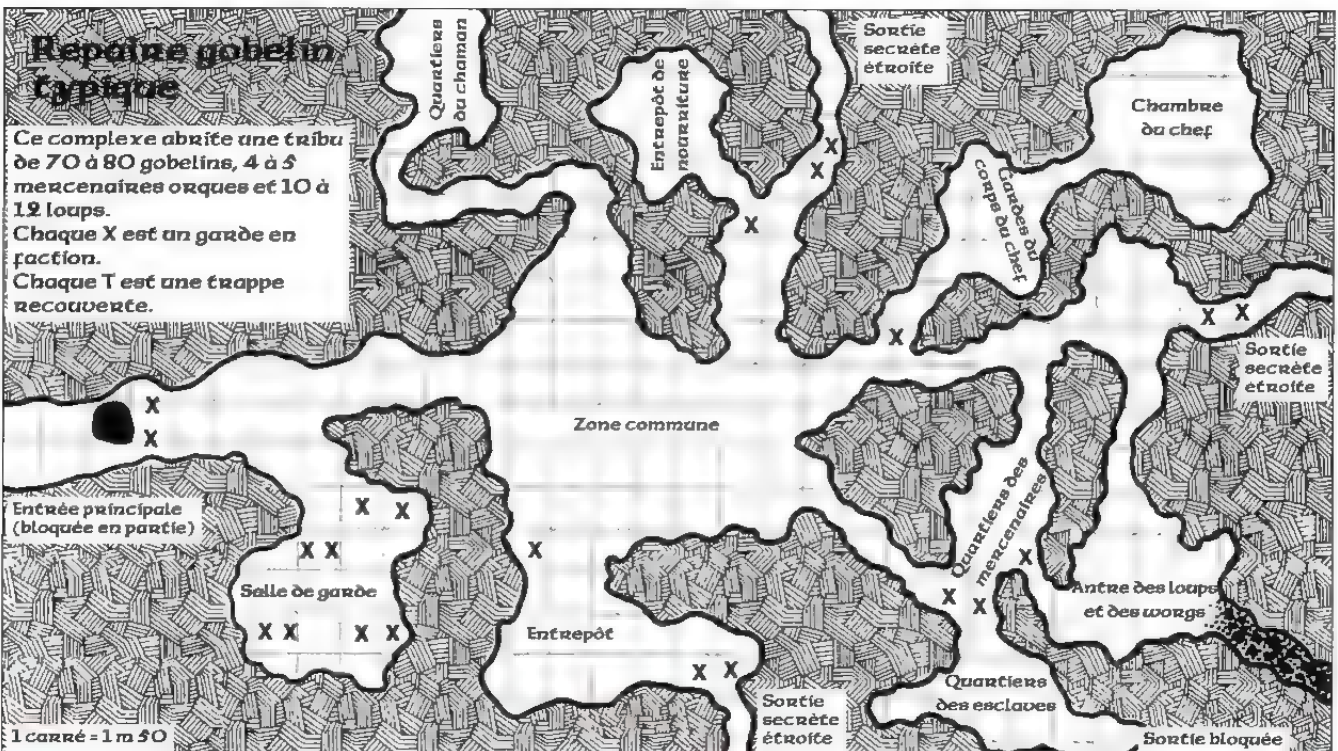 Repaire gobelin
typique
Ce complexe abrite une tribu
de 70 à 80 gobelins, 4 à 5
mercenaires orques et 10 à
12 loups.
Chaque X est un garde en
faction.
Chaque T est une trappe
recouverte.
Quartiers
du chaman
Entrepôt de
nourriture
Sortie
secrète
étroite
Chambre
du chef
Gardes du
corps du chef
X
X
X
X
X X
Sortie
secrète
étroite
X
X
Zone commune
Entrée principale
(bloquée en partie)
X X
X X
Salle de garde
X X X X
X
Entrepôt
X X
Sortie
secrète
étroite
Quartiers des
mercenaires
X
X X
Antre des loups
et des worgs
Quartiers
des esclaves
Sortie bloquée
1 carré = 1 m 50